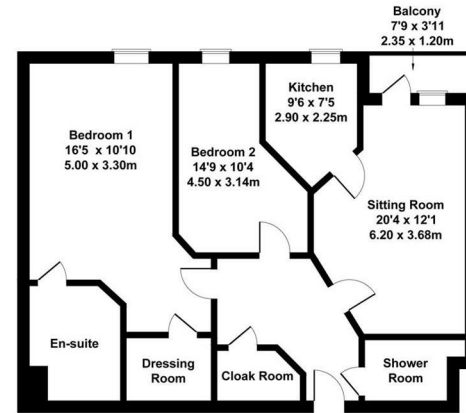 Balcony
7'9 x 3'11
2.35 x 1.20m
Kitchen
9'6 x 7'5
2.90 x 2.25m
Bedroom 1
16'5 x 10'10
5.00 x 3.30m
Bedroom 2
14'9 x 10'4
4.50 x 3.14m
Sitting Room
20'4 x 12'1
6.20 x 3.68m
En-suite
Dressing
Room
Cloak Room
Shower
Room